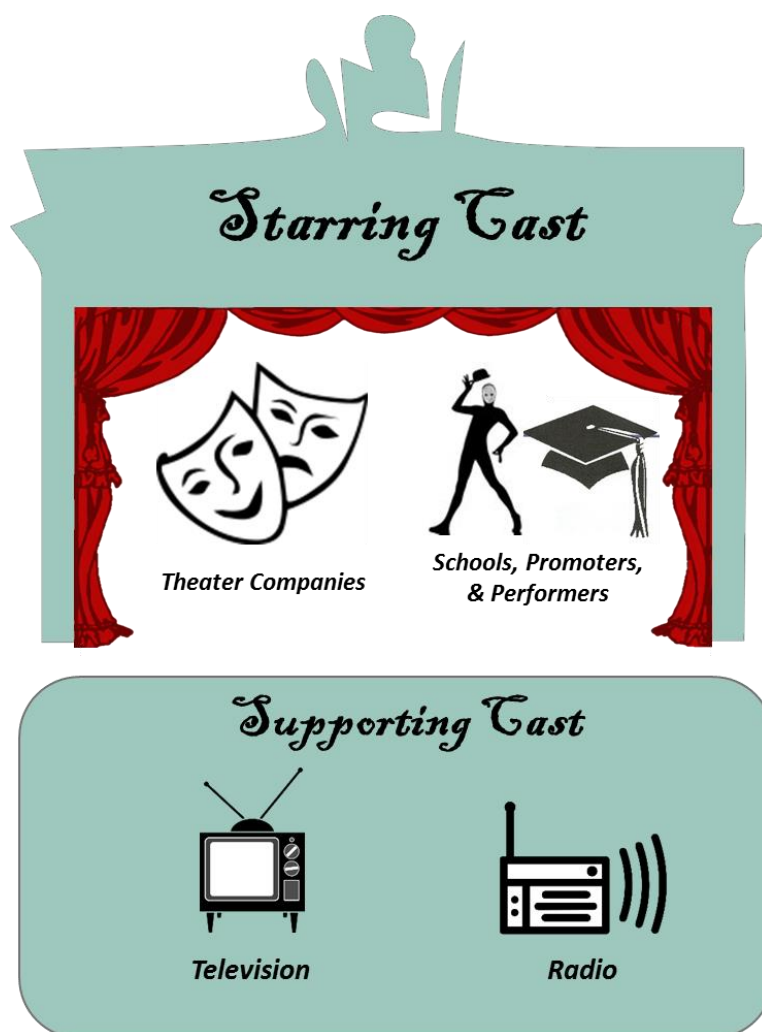 Starring Cast
Theater Companies
Schools, Promoters,
& Performers
Supporting Cast
Television
Radio